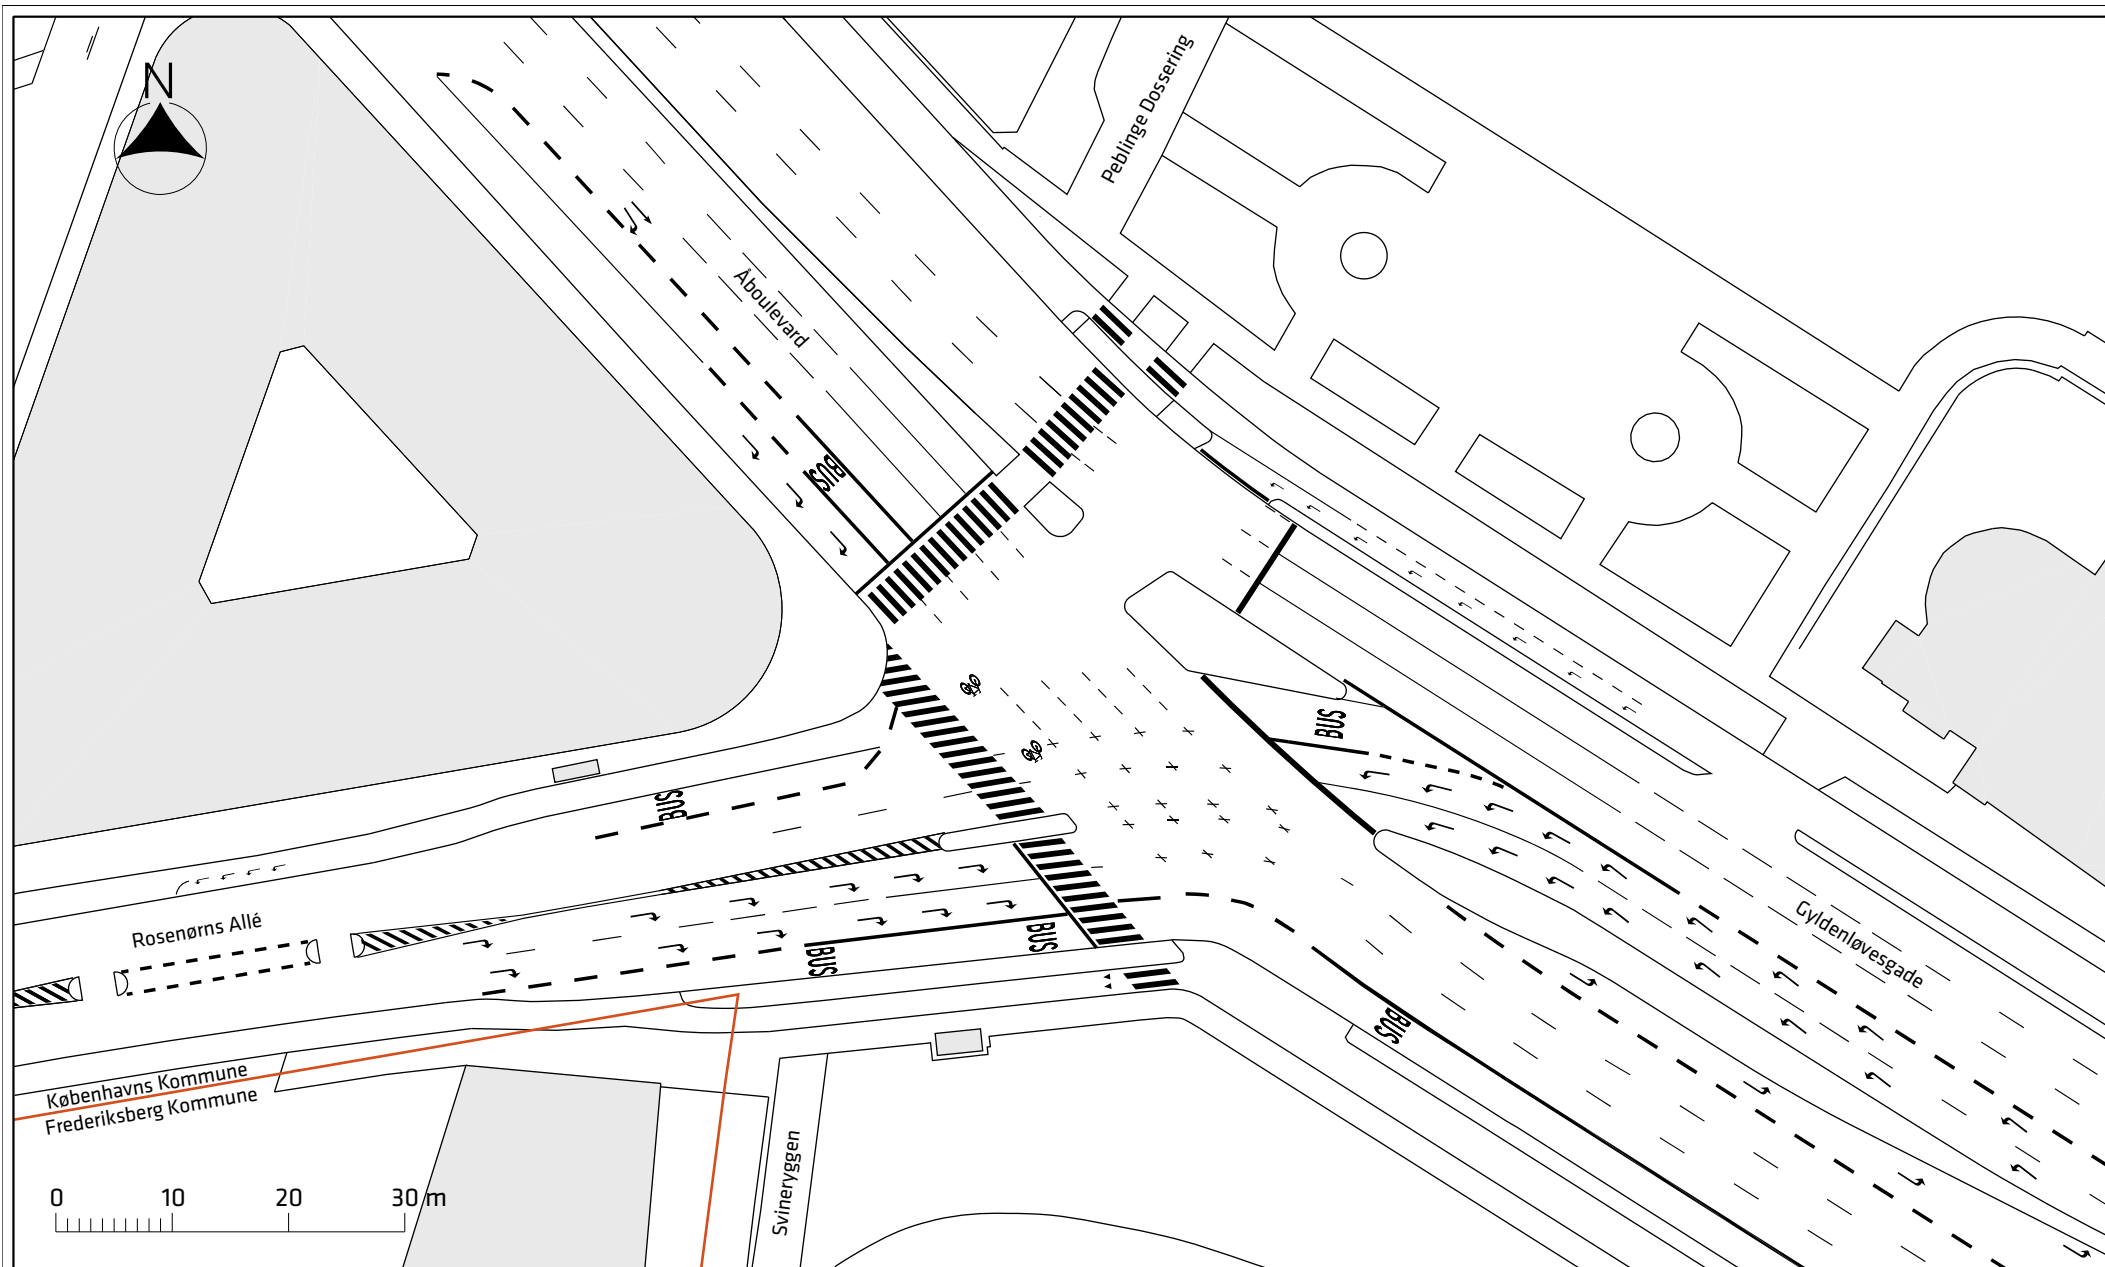 N
Peblinge Dossering
Åboulevard
BUS
BUS
BUS
Rosenørns Allé
BUS
BUS
Gyldenløvesgade
BUS
Københavns Kommune
Frederiksberg Kommune
Svineryggen
0 10 20 30 m